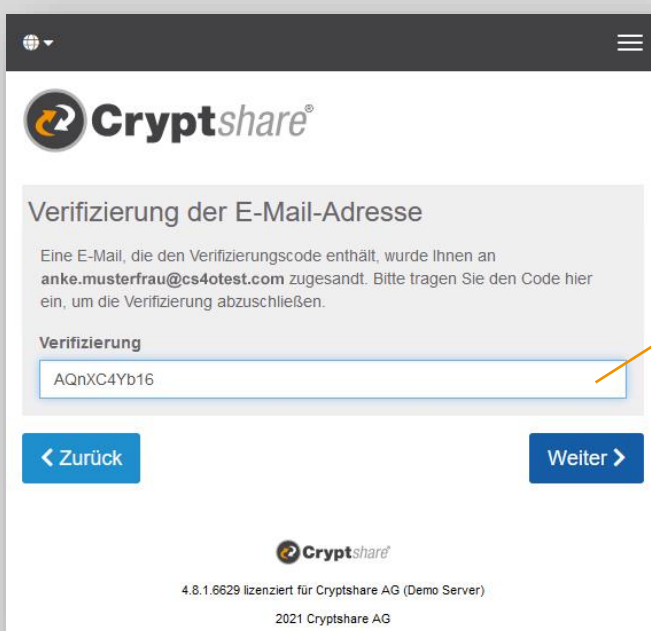 Cryptshare®
Verifizierung der E-Mail-Adresse
Eine E-Mail, die den Verifizierungscode enthält, wurde Ihnen an
anke.musterfrau@cs4otest.com zugesandt. Bitte tragen Sie den Code hier
ein, um die Verifizierung abzuschließen.
Verifizierung
AQnXC4Yb16
Zurück
Weiter
Cryptshare®
4.8.1.6629 lizenziert für Cryptshare AG (Demo Server)
2021 Cryptshare AG